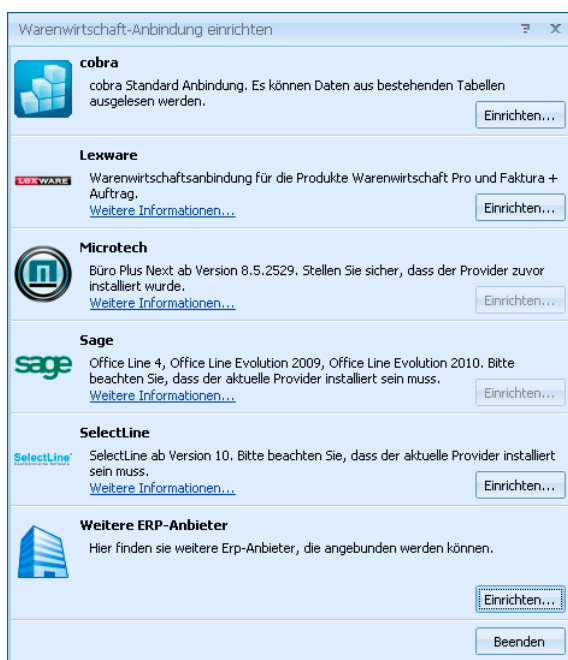 Warenwirtschaft-Anbindung einrichten
cobra
cobra Standard Anbindung. Es können Daten aus bestehenden Tabellen
ausgelesen werden.
Einrichten...
Lexware
LEXWARE
Warenwirtschaftsanbindung für die Produkte Warenwirtschaft Pro und Faktura +
Auftrag.
Weitere Informationen...
Einrichten...
Microtech
Büro Plus Next ab Version 8.5.2529. Stellen Sie sicher, dass der Provider zuvor
installiert wurde.
Weitere Informationen...
Einrichten...
Sage
sage
Office Line 4, Office Line Evolution 2009, Office Line Evolution 2010. Bitte
beachten Sie, dass der aktuelle Provider installiert sein muss.
Weitere Informationen...
Einrichten...
SelectLine
SelectLine
SelectLine ab Version 10. Bitte beachten Sie, dass der aktuelle Provider installiert
sein muss.
Weitere Informationen...
Einrichten...
Weitere ERP-Anbieter
Hier finden sie weitere Erp-Anbieter, die angebunden werden können.
Einrichten...
Beenden